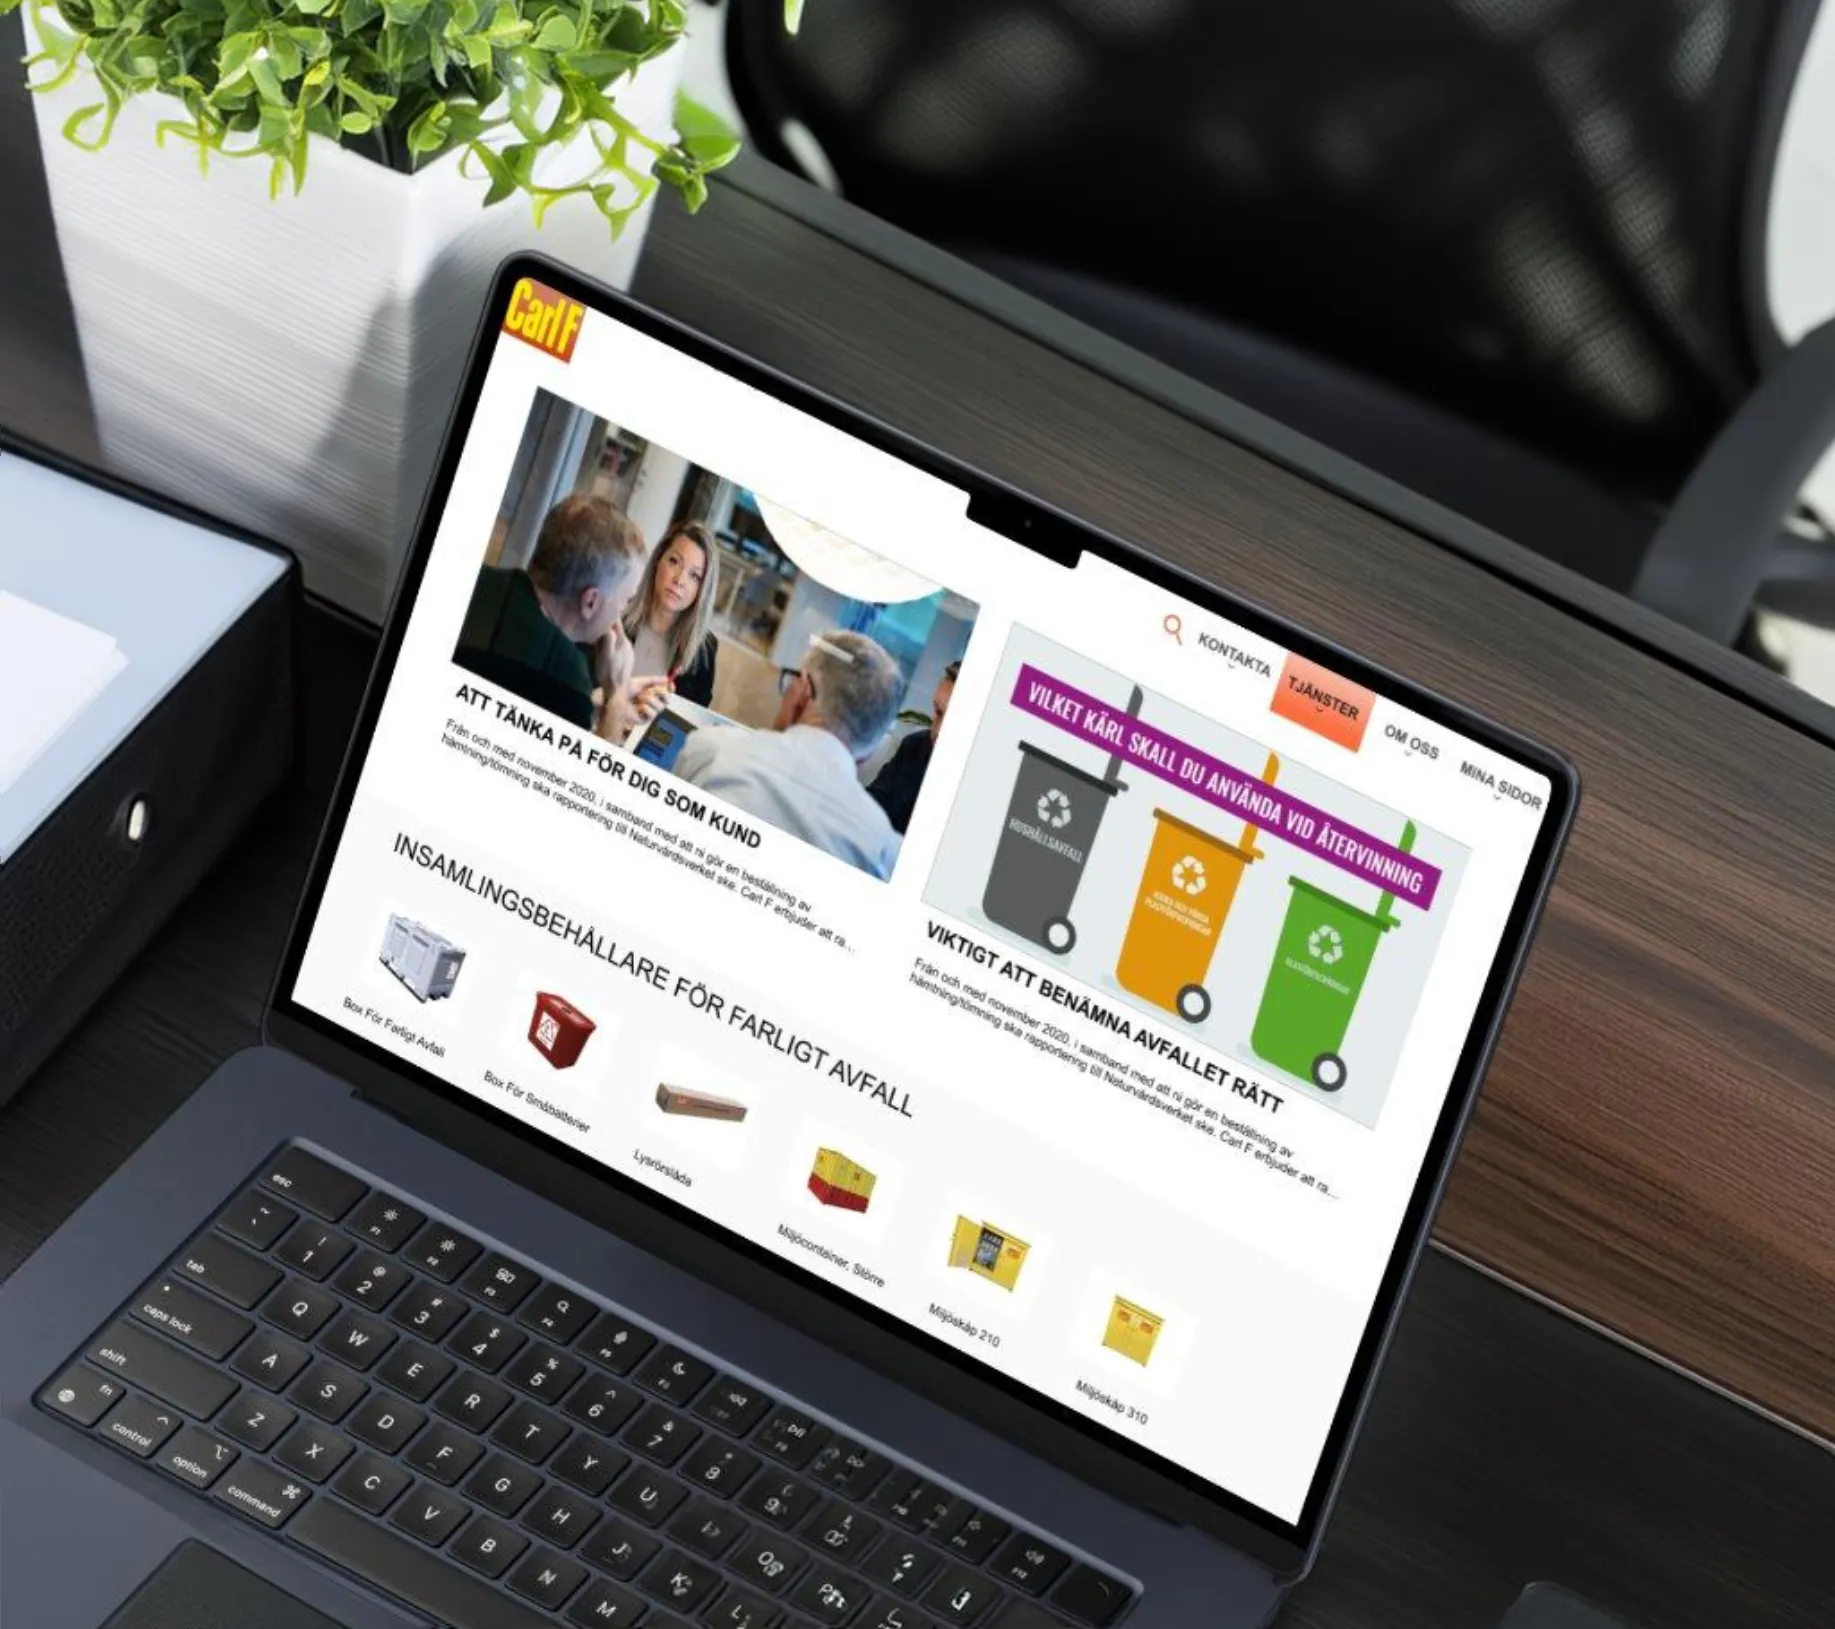 Carl F
KONTAKTA
TJÄNSTER
OM OSS
MINA SIDOR
ATT TÄNKA PÅ FÖR DIG SOM KUND
Från och med november 2020, i samband med att ni gör en beställning av
hämtning/tömning ska rapportering till Naturvårdsverket ske. Carl F erbjuder att ra...
VILKET KÄRL SKALL DU ANVÄNDA VID ÅTERVINNING
HUSHÅLLSAVFALL
VIKTIGT ATT BENÄMNA AVFALLET RÄTT
Från och med november 2020, i samband med att ni gör en beställning av
hämtning/tömning ska rapportering till Naturvårdsverket ske. Carl F erbjuder att ra...
INSAMLINGSBEHÅLLARE FÖR FARLIGT AVFALL
Box För Farligt Avfall
Box För Småbatterier
Lysrörslåda
Miljöcontainer, Större
Miljöskåp 210
Miljöskåp 310
esc
F1 F2 F3 F4 F5
~ ! 1 @ 2 # 3 $ 4 % 5 ^ 6 & 7 * 8 9
tab Q W E R T Y U
caps lock A S D F G H J K
shift Z X C V B N M
fn control option command